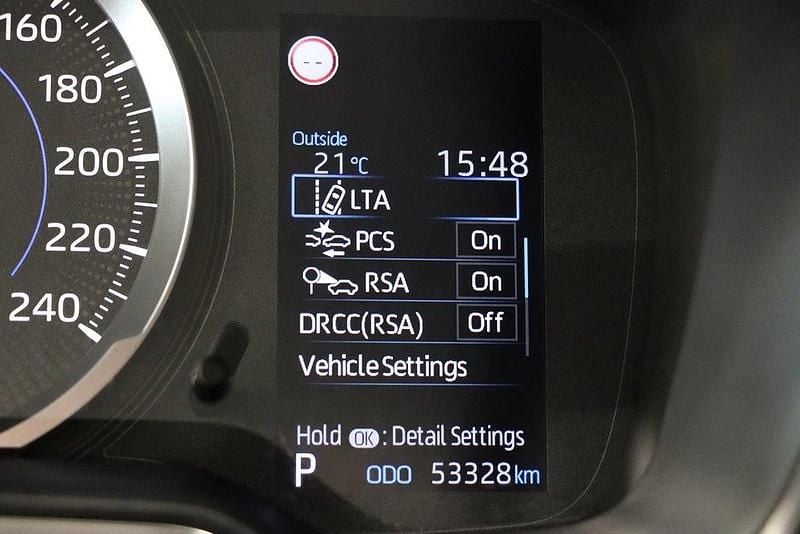 160
180
200
220
240
--
Outside
21°C 15:48
LTA
PCS On
RSA On
DRCC(RSA) Off
Vehicle Settings
Hold OK : Detail Settings
P ODO 53328 km